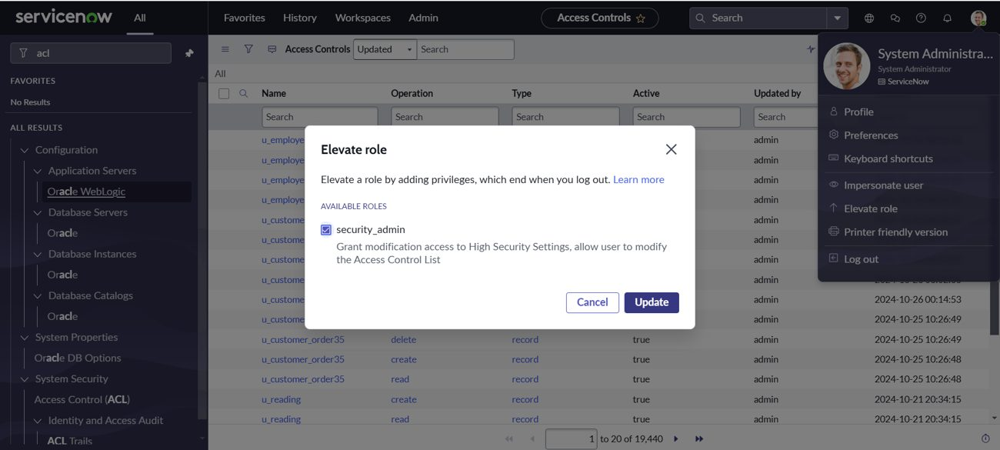 servicenow All Favorites History Workspaces Admin Access Controls Search
acl Access Controls Updated Search
System Administra...
System Administrator
ServiceNow
FAVORITES
All
No Results
Name Operation Type Active Updated by
ALL RESULTS
Search Search Search Search Search
Profile
Preferences
Keyboard shortcuts
Impersonate user
Elevate role
Printer friendly version
Log out
Configuration
Application Servers
Oracle WebLogic
Database Servers
Oracle
Database Instances
Oracle
Database Catalogs
Oracle
System Properties
Oracle DB Options
System Security
Access Control (ACL)
Identity and Access Audit
ACL Trails
Elevate role
Elevate a role by adding privileges, which end when you log out. Learn more
AVAILABLE ROLES
security_admin
Grant modification access to High Security Settings, allow user to modify
the Access Control List
Cancel Update
u_employe admin
u_employe admin
u_employe admin
u_employe admin
u_custome admin
u_custome admin
u_custome admin
u_custome admin
u_custome admin 2024-10-26 00:14:53
u_custome admin 2024-10-25 10:26:49
u_customer_order35 delete record true admin 2024-10-25 10:26:49
u_customer_order35 create record true admin 2024-10-25 10:26:48
u_customer_order35 read record true admin 2024-10-25 10:26:48
u_reading create record true admin 2024-10-21 20:34:15
u_reading read record true admin 2024-10-21 20:34:15
1 to 20 of 19,440